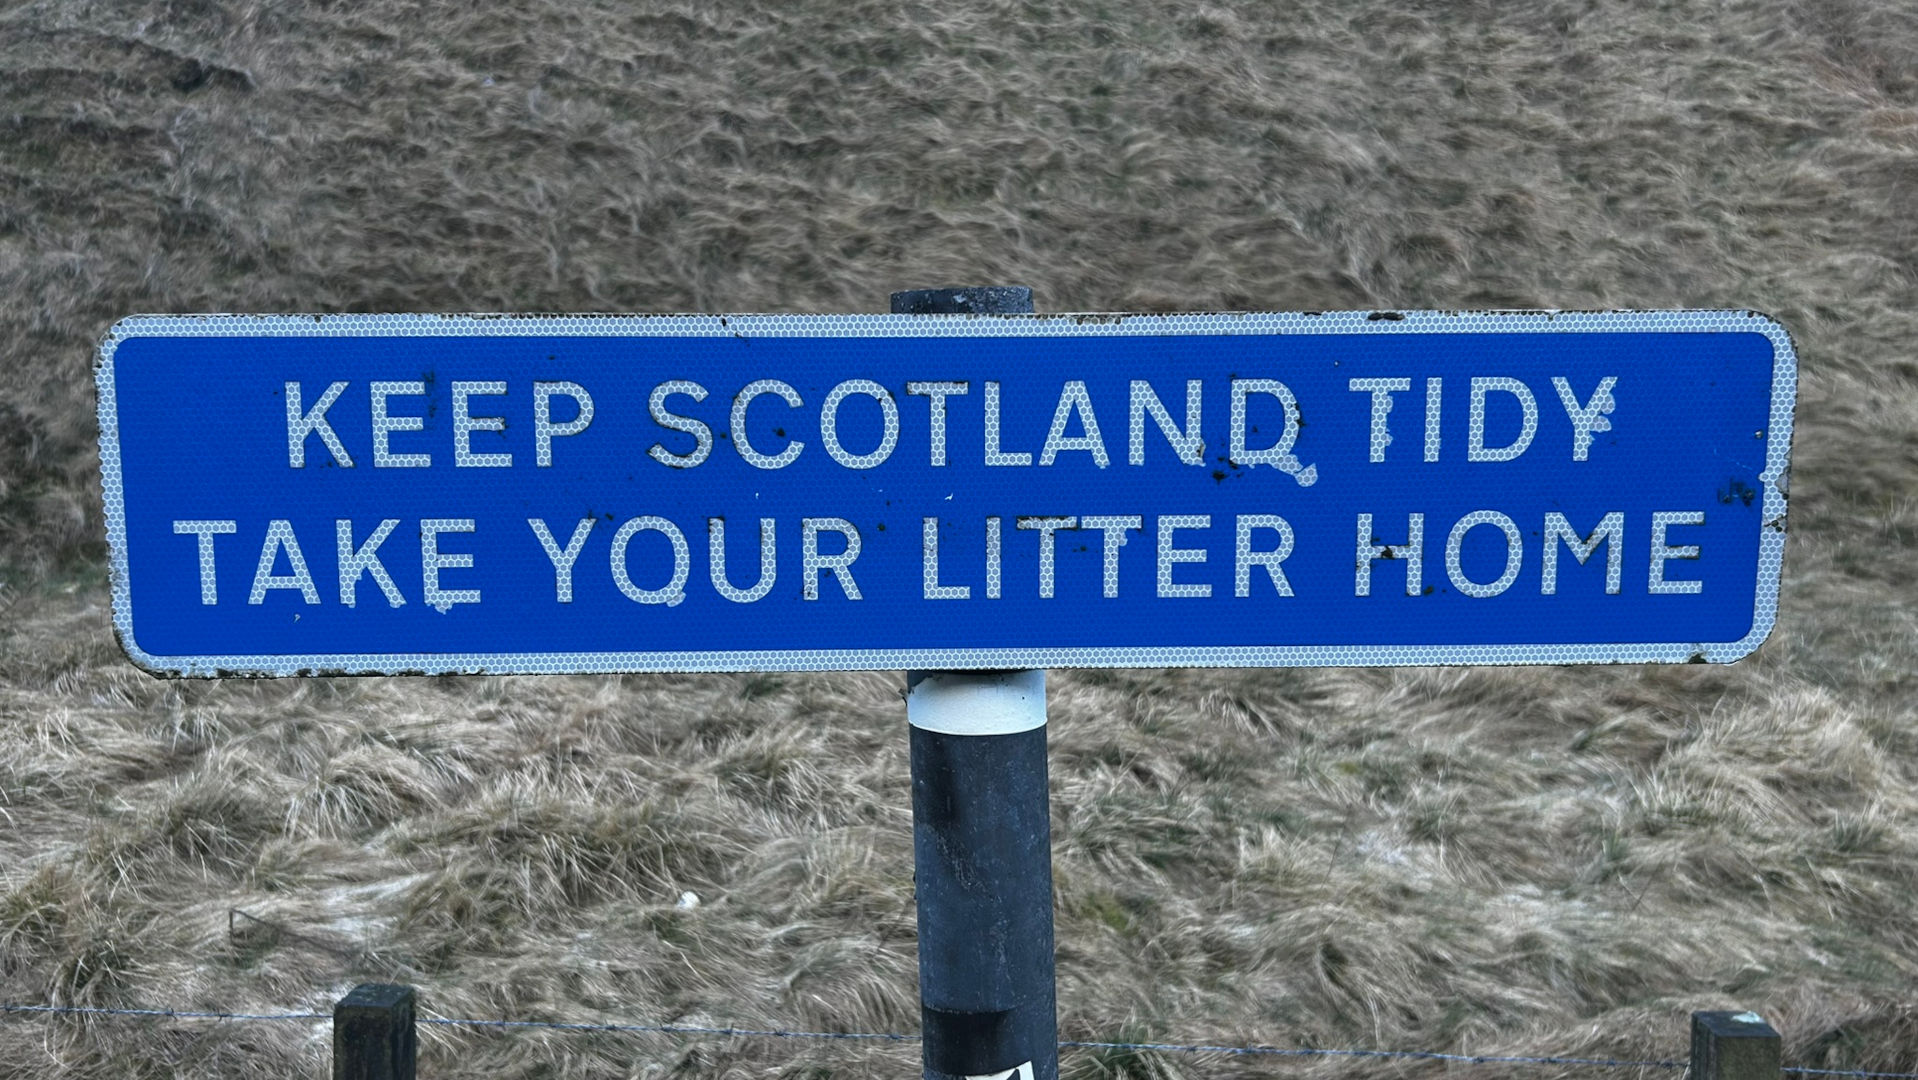 KEEP SCOTLAND TIDY
TAKE YOUR LITTER HOME